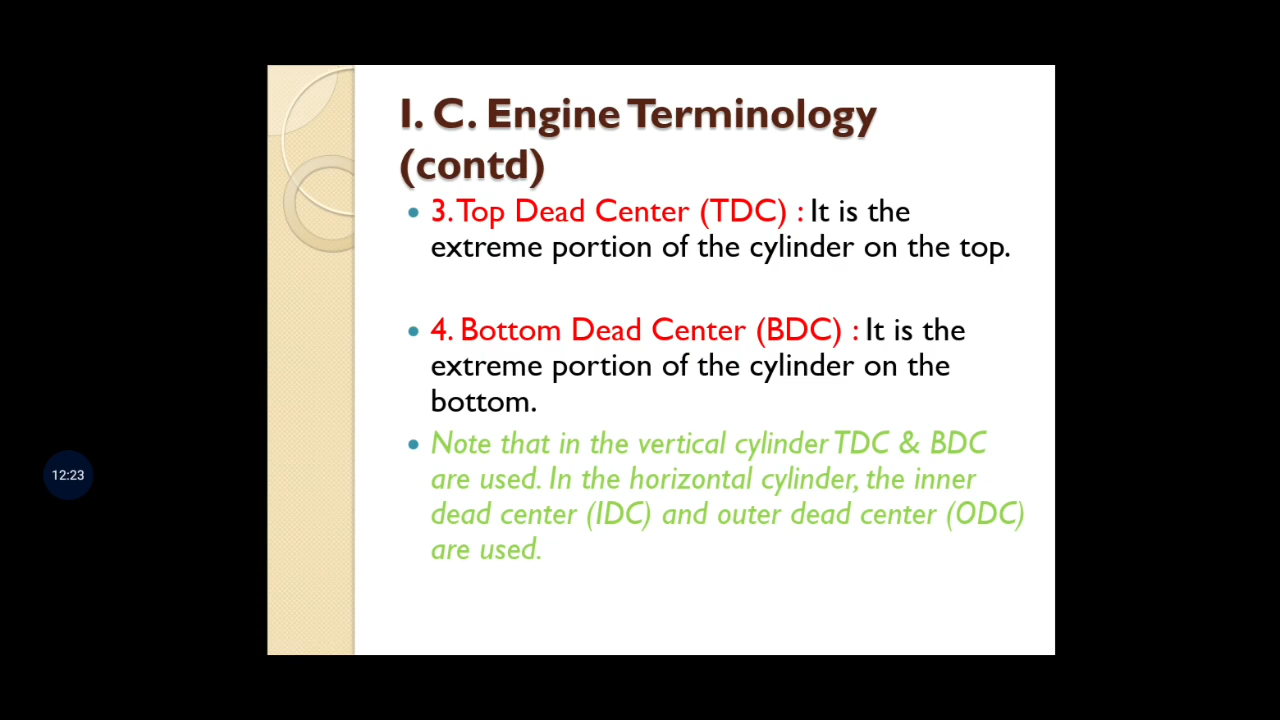 I. C. Engine Terminology
(contd)
• 3. Top Dead Center (TDC) : It is the
extreme portion of the cylinder on the top.
• 4. Bottom Dead Center (BDC) : It is the
extreme portion of the cylinder on the
bottom.
• Note that in the vertical cylinder TDC & BDC
are used. In the horizontal cylinder, the inner
dead center (IDC) and outer dead center (ODC)
are used.
12:23